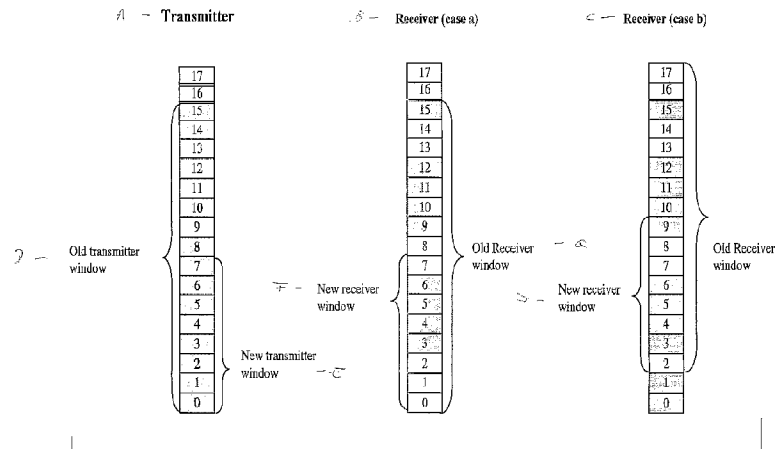 A - Transmitter
B - Receiver (case a)
C - Receiver (case b)
17 17 17
16 16 16
15 15 15
14 14 14
13 13 13
12 12 12
11 11 11
10 10 10
9 9 9
8 8 8
7 7 7
6 6 6
5 5 5
4 4 4
3 3 3
2 2 2
1 1 1
0 0 0
Old transmitter
window
New transmitter
window
New receiver
window
Old Receiver
window
New receiver
window
Old Receiver
window